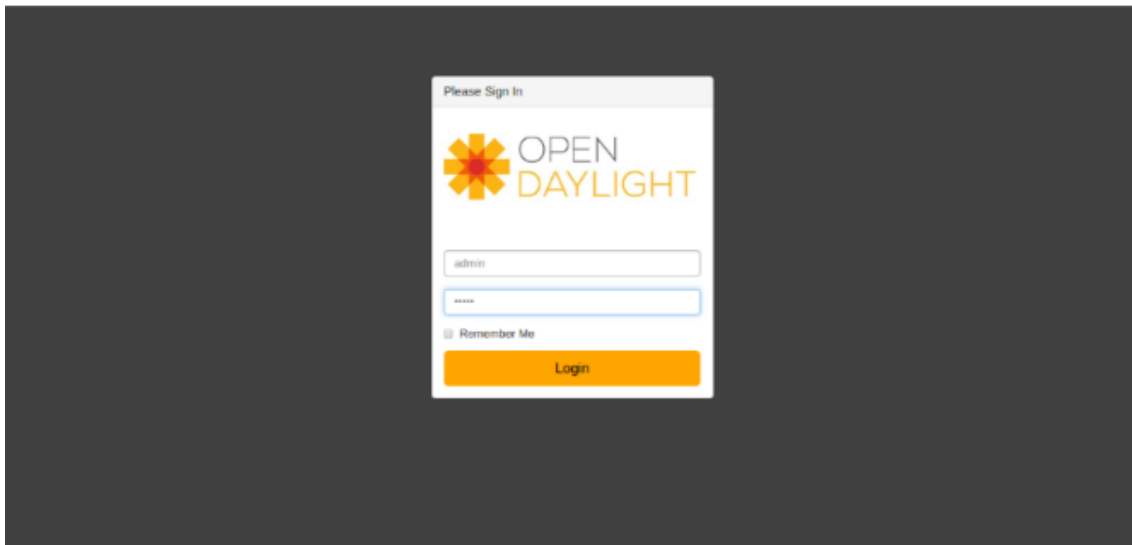 Please Sign In
OPEN
DAYLIGHT
admin
•••••
Remember Me
Login